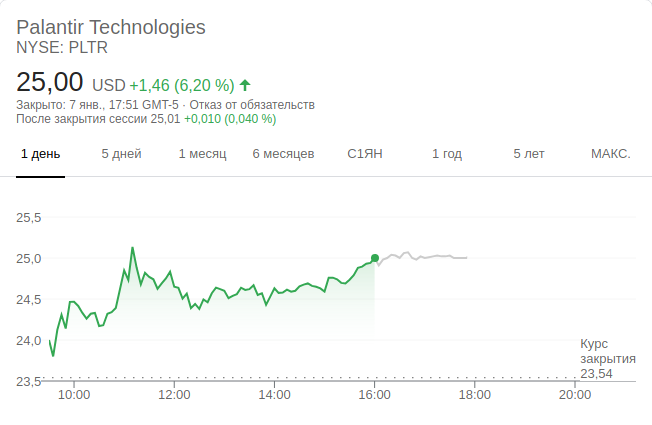 Palantir Technologies
NYSE: PLTR
25,00 USD +1,46 (6,20 %)
Закрыто: 7 янв., 17:51 GMT-5 · Отказ от обязательств
После закрытия сессии 25,01 +0,010 (0,040 %)
1 день 5 дней 1 месяц 6 месяцев С1ЯН 1 год 5 лет МАКС.
25,5
25,0
24,5
24,0
Курс
закрытия
23,54
23,5
10:00 12:00 14:00 16:00 18:00 20:00